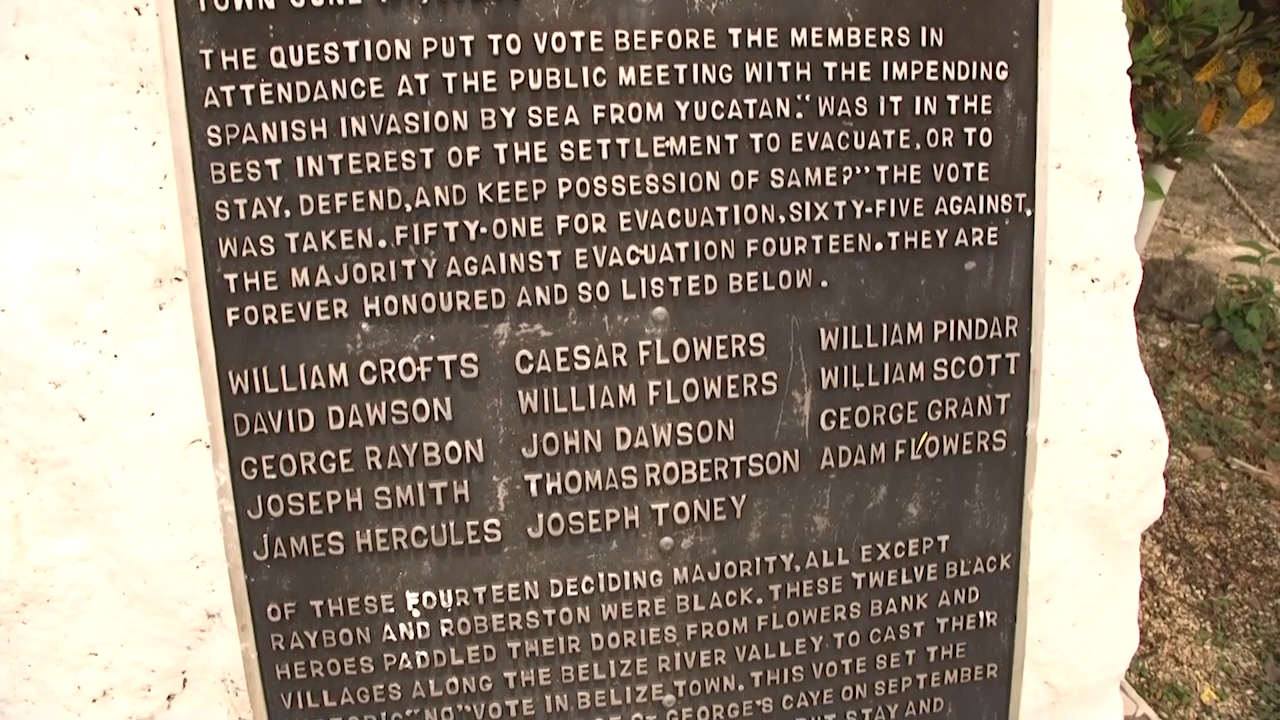 TOWN JUNE
THE QUESTION PUT TO VOTE BEFORE THE MEMBERS IN
ATTENDANCE AT THE PUBLIC MEETING WITH THE IMPENDING
SPANISH INVASION BY SEA FROM YUCATAN:"WAS IT IN THE
BEST INTEREST OF THE SETTLEMENT TO EVACUATE, OR TO
STAY, DEFEND, AND KEEP POSSESSION OF SAME?" THE VOTE
WAS TAKEN. FIFTY-ONE FOR EVACUATION, SIXTY-FIVE AGAINST,
THE MAJORITY AGAINST EVACUATION FOURTEEN. THEY ARE
FOREVER HONOURED AND SO LISTED BELOW.
WILLIAM CROFTS CAESAR FLOWERS WILLIAM PINDAR
DAVID DAWSON WILLIAM FLOWERS WILLIAM SCOTT
GEORGE RAYBON JOHN DAWSON GEORGE GRANT
JOSEPH SMITH THOMAS ROBERTSON ADAM FLOWERS
JAMES HERCULES JOSEPH TONEY
OF THESE FOURTEEN DECIDING MAJORITY, ALL EXCEPT
RAYBON AND ROBERSTON WERE BLACK. THESE TWELVE BLACK
HEROES PADDLED THEIR DORIES FROM FLOWERS BANK AND
VILLAGES ALONG THE BELIZE RIVER VALLEY TO CAST THEIR
"NO" VOTE IN BELIZE TOWN. THIS VOTE SET THE
GEORGE'S CAYE ON SEPTEMBER
STAY AND